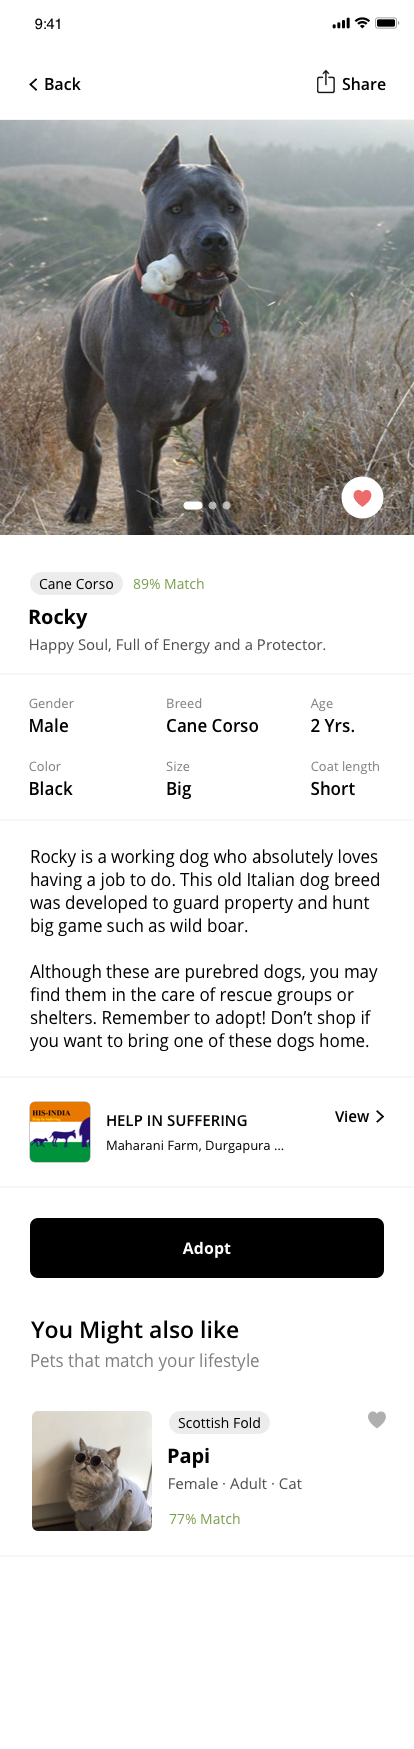 9:41
Back
Share
Cane Corso
89% Match
Rocky
Happy Soul, Full of Energy and a Protector.
Gender
Breed
Age
Male
Cane Corso
2 Yrs.
Color
Size
Coat length
Black
Big
Short
Rocky is a working dog who absolutely loves
having a job to do. This old Italian dog breed
was developed to guard property and hunt
big game such as wild boar.
Although these are purebred dogs, you may
find them in the care of rescue groups or
shelters. Remember to adopt! Don’t shop if
you want to bring one of these dogs home.
HIS-INDIA
HELP IN SUFFERING
View
Maharani Farm, Durgapura ...
Adopt
You Might also like
Pets that match your lifestyle
Scottish Fold
Papi
Female · Adult · Cat
77% Match